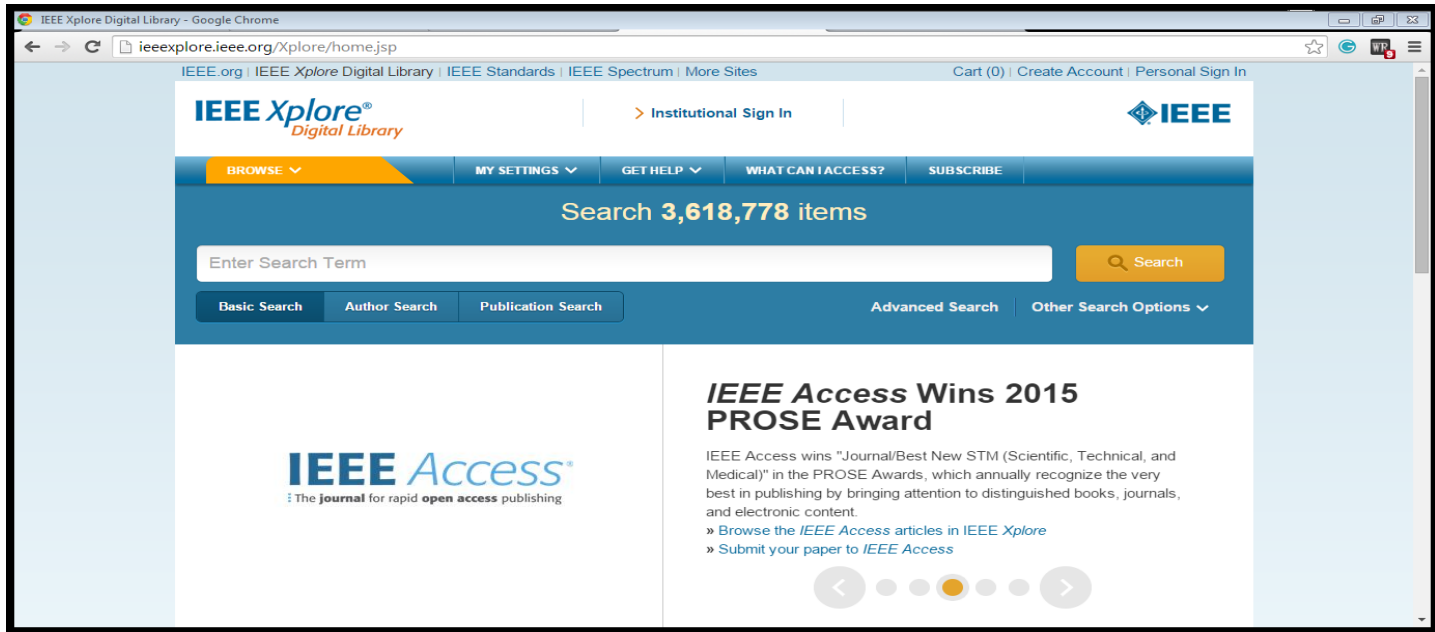 IEEE Xplore Digital Library - Google Chrome
ieeexplore.ieee.org/Xplore/home.jsp
WR 9
IEEE.org | IEEE Xplore Digital Library | IEEE Standards | IEEE Spectrum | More Sites
Cart (0) | Create Account | Personal Sign In
IEEE Xplore®
Digital Library
Institutional Sign In
IEEE
BROWSE
MY SETTINGS
GET HELP
WHAT CAN I ACCESS?
SUBSCRIBE
Search 3,618,778 items
Enter Search Term
Search
Basic Search
Author Search
Publication Search
Advanced Search
Other Search Options
IEEE Access®
The journal for rapid open access publishing
IEEE Access Wins 2015
PROSE Award
IEEE Access wins "Journal/Best New STM (Scientific, Technical, and
Medical)" in the PROSE Awards, which annually recognize the very
best in publishing by bringing attention to distinguished books, journals,
and electronic content.
» Browse the IEEE Access articles in IEEE Xplore
» Submit your paper to IEEE Access